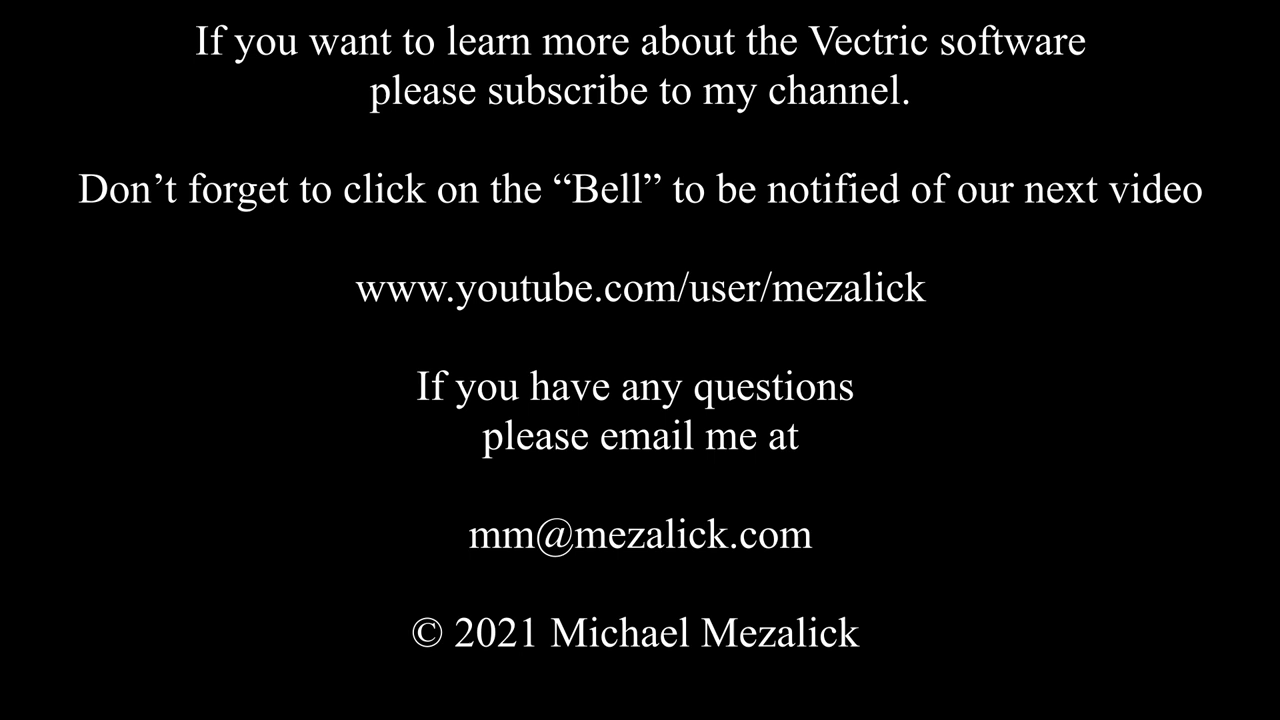 If you want to learn more about the Vectric software
please subscribe to my channel.
Don’t forget to click on the “Bell” to be notified of our next video
www.youtube.com/user/mezalick
If you have any questions
please email me at
mm@mezalick.com
© 2021 Michael Mezalick